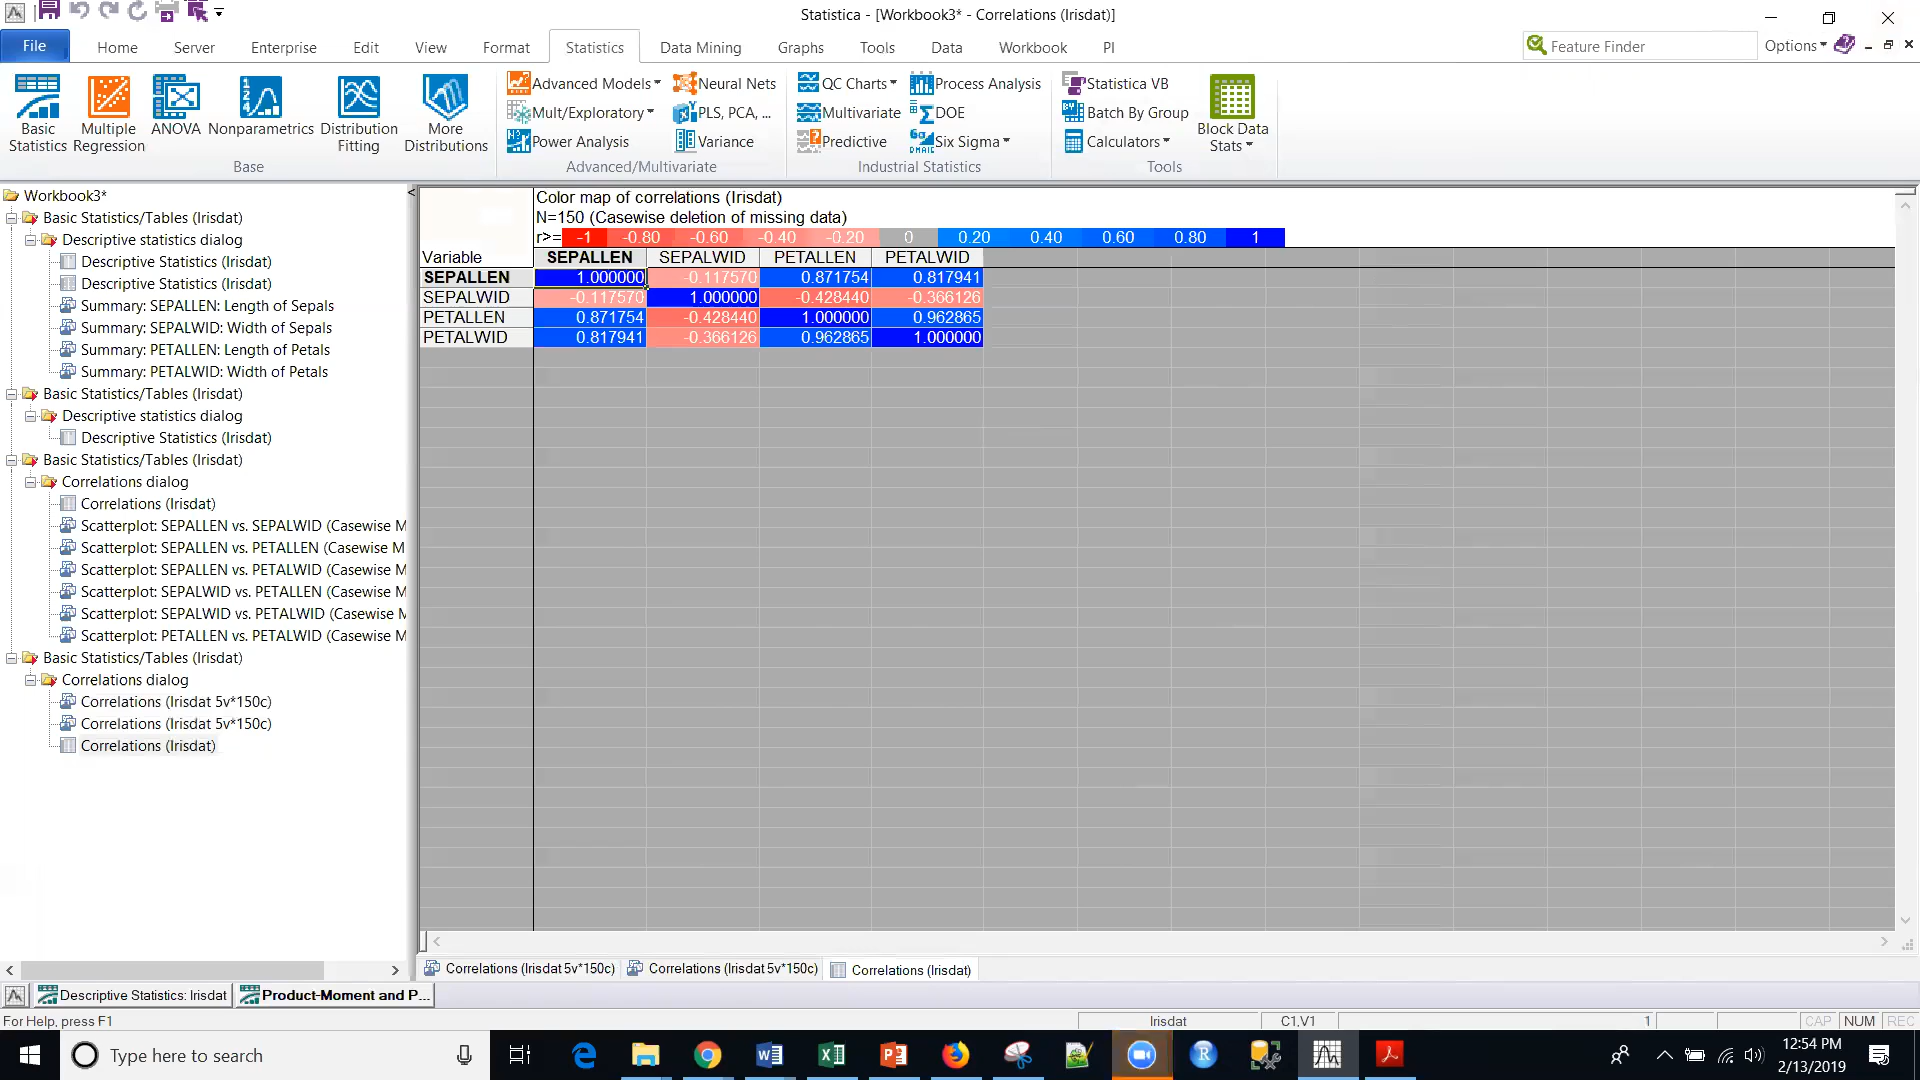 Statistica - [Workbook3* - Correlations (Irisdat)]
File Home Server Enterprise Edit View Format Statistics Data Mining Graphs Tools Data Workbook PI
Feature Finder Options
Basic Statistics
Multiple Regression
ANOVA
Nonparametrics
Distribution Fitting
More Distributions
Base
Advanced Models
Neural Nets
Mult/Exploratory
PLS, PCA, ...
Power Analysis
Variance
Advanced/Multivariate
QC Charts
Process Analysis
Multivariate
DOE
Predictive
Six Sigma
Industrial Statistics
Statistica VB
Batch By Group
Calculators
Block Data Stats
Tools
Workbook3*
Basic Statistics/Tables (Irisdat)
Descriptive statistics dialog
Descriptive Statistics (Irisdat)
Descriptive Statistics (Irisdat)
Summary: SEPALLEN: Length of Sepals
Summary: SEPALWID: Width of Sepals
Summary: PETALLEN: Length of Petals
Summary: PETALWID: Width of Petals
Basic Statistics/Tables (Irisdat)
Descriptive statistics dialog
Descriptive Statistics (Irisdat)
Basic Statistics/Tables (Irisdat)
Correlations dialog
Correlations (Irisdat)
Scatterplot: SEPALLEN vs. SEPALWID (Casewise M
Scatterplot: SEPALLEN vs. PETALLEN (Casewise M
Scatterplot: SEPALLEN vs. PETALWID (Casewise M
Scatterplot: SEPALWID vs. PETALLEN (Casewise M
Scatterplot: SEPALWID vs. PETALWID (Casewise M
Scatterplot: PETALLEN vs. PETALWID (Casewise M
Basic Statistics/Tables (Irisdat)
Correlations dialog
Correlations (Irisdat 5v*150c)
Correlations (Irisdat 5v*150c)
Correlations (Irisdat)
Color map of correlations (Irisdat)
N=150 (Casewise deletion of missing data)
r>= -1 -0.80 -0.60 -0.40 -0.20 0 0.20 0.40 0.60 0.80 1
Variable SEPALLEN SEPALWID PETALLEN PETALWID
SEPALLEN 1.000000 -0.117570 0.871754 0.817941
SEPALWID -0.117570 1.000000 -0.428440 -0.366126
PETALLEN 0.871754 -0.428440 1.000000 0.962865
PETALWID 0.817941 -0.366126 0.962865 1.000000
Correlations (Irisdat 5v*150c) Correlations (Irisdat 5v*150c) Correlations (Irisdat)
Descriptive Statistics: Irisdat Product-Moment and P...
For Help, press F1 Irisdat C1,V1 1 CAP NUM REC
Type here to search
12:54 PM
2/13/2019